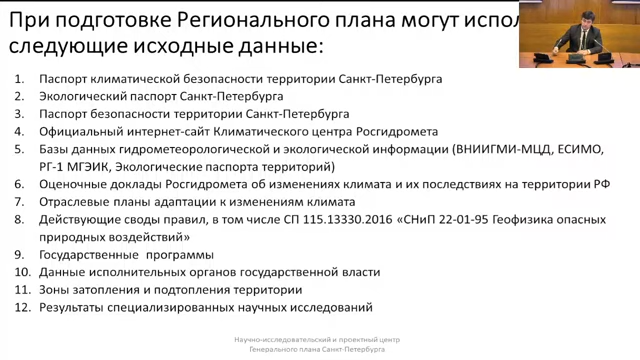 При подготовке Регионального плана могут
следующие исходные данные:
1. Паспорт климатической безопасности территории Санкт-Петербурга
2. Экологический паспорт Санкт-Петербурга
3. Паспорт безопасности территории Санкт-Петербурга
4. Официальный интернет-сайт Климатического центра Росгидромета
5. Базы данных гидрометеорологической и экологической информации (ВНИИГМИ-МЦД, ЕСИМО,
РГ-1 МГЭИК, Экологические паспорта территорий)
6. Оценочные доклады Росгидромета об изменениях климата и их последствиях на территории РФ
7. Отраслевые планы адаптации к изменениям климата
8. Действующие своды правил, в том числе СП 115.13330.2016 «СНиП 22-01-95 Геофизика опасных
природных воздействий»
9. Государственные программы
10. Данные исполнительных органов государственной власти
11. Зоны затопления и подтопления территории
12. Результаты специализированных научных исследований
Научно-исследовательский и проектный центр
Генерального плана Санкт-Петербурга